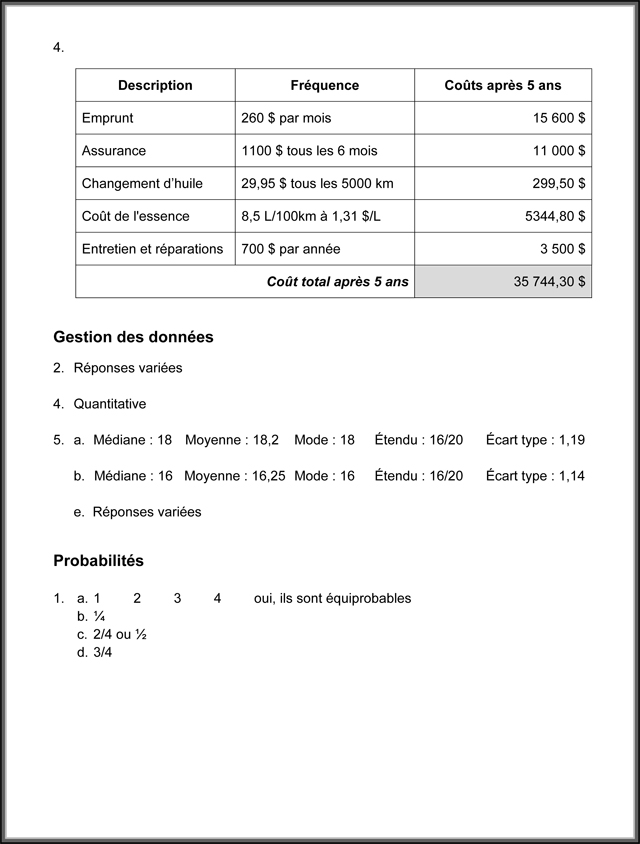 4.
Description Fréquence Coûts après 5 ans
Emprunt 260 $ par mois 15 600 $
Assurance 1100 $ tous les 6 mois 11 000 $
Changement d’huile 29,95 $ tous les 5000 km 299,50 $
Coût de l'essence 8,5 L/100km à 1,31 $/L 5344,80 $
Entretien et réparations 700 $ par année 3 500 $
Coût total après 5 ans 35 744,30 $
Gestion des données
2. Réponses variées
4. Quantitative
5. a. Médiane : 18 Moyenne : 18,2 Mode : 18 Étendu : 16/20 Écart type : 1,19
b. Médiane : 16 Moyenne : 16,25 Mode : 16 Étendu : 16/20 Écart type : 1,14
e. Réponses variées
Probabilités
1. a. 1 2 3 4 oui, ils sont équiprobables
b. ¼
c. 2/4 ou ½
d. 3/4